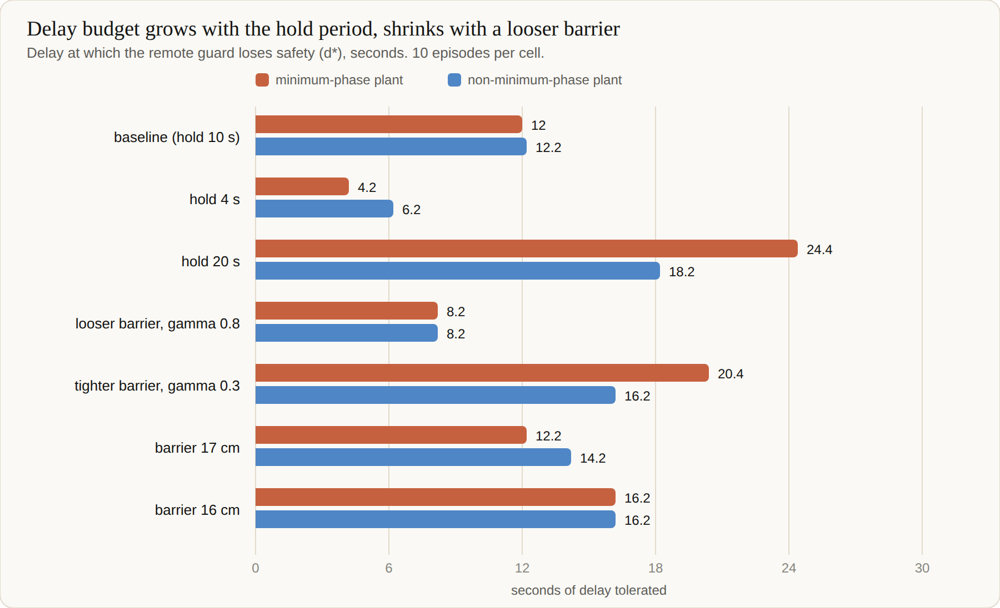 Delay budget grows with the hold period, shrinks with a looser barrier
Delay at which the remote guard loses safety (d*), seconds. 10 episodes per cell.
minimum-phase plant
non-minimum-phase plant
baseline (hold 10 s)
12
12.2
hold 4 s
4.2
6.2
hold 20 s
24.4
18.2
looser barrier, gamma 0.8
8.2
8.2
tighter barrier, gamma 0.3
20.4
16.2
barrier 17 cm
12.2
14.2
barrier 16 cm
16.2
16.2
0 6 12 18 24 30
seconds of delay tolerated